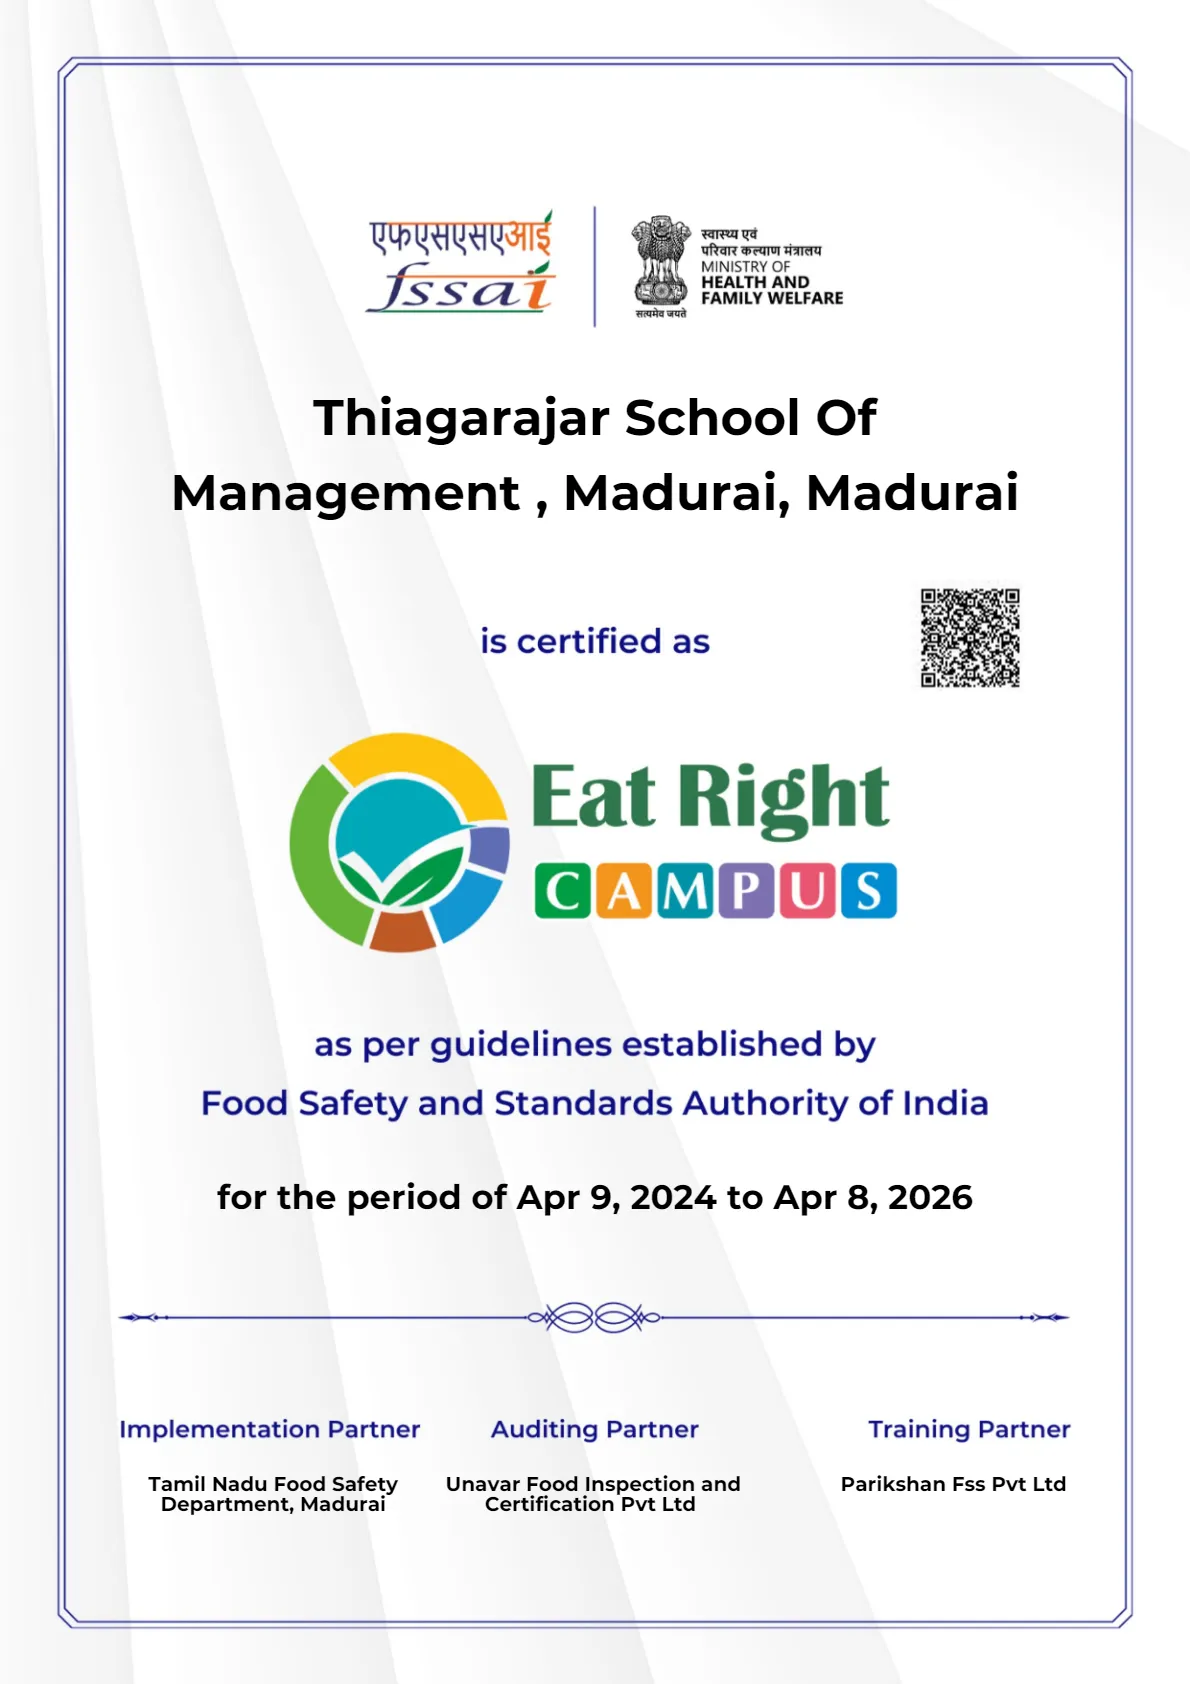 एफएसएसएआई
fssai
स्वास्थ्य एवं
परिवार कल्याण मंत्रालय
MINISTRY OF
HEALTH AND
FAMILY WELFARE
सत्यमेव जयते
Thiagarajar School Of
Management , Madurai, Madurai
is certified as
Eat Right
CAMPUS
as per guidelines established by
Food Safety and Standards Authority of India
for the period of Apr 9, 2024 to Apr 8, 2026
Implementation Partner
Tamil Nadu Food Safety
Department, Madurai
Auditing Partner
Unavar Food Inspection and
Certification Pvt Ltd
Training Partner
Parikshan Fss Pvt Ltd